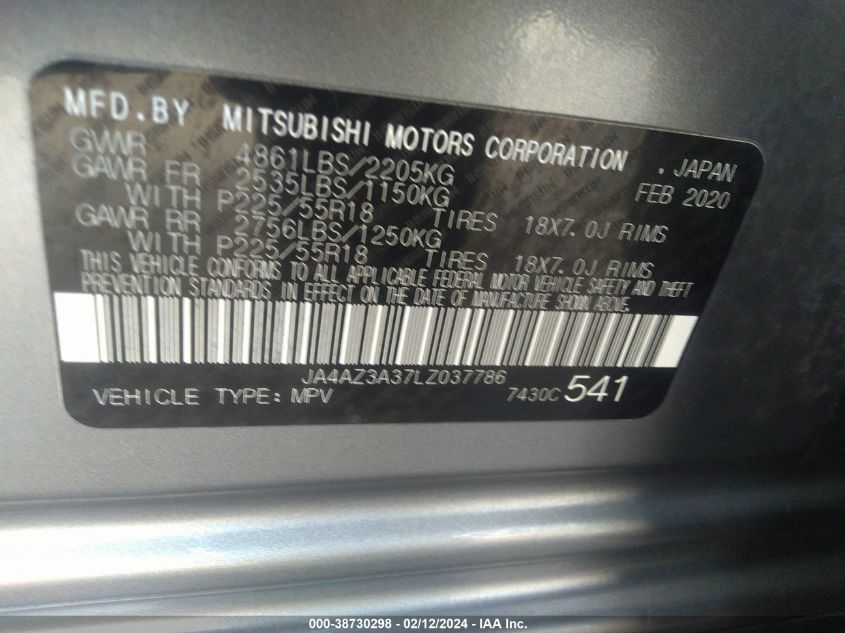 MFD.BY MITSUBISHI MOTORS CORPORATION , JAPAN
GVWR 4861LBS/2205KG FEB 2020
GAWR FR 2535LBS/1150KG
WITH P225/55R18 TIRES 18X7.0J RIMS
GAWR RR 2756LBS/1250KG
WITH P225/55R18 TIRES 18X7.0J RIMS
THIS VEHICLE CONFORMS TO ALL APPLICABLE FEDERAL MOTOR VEHICLE SAFETY AND THEFT
PREVENTION STANDARDS IN EFFECT ON THE DATE OF MANUFACTURE SHOWN ABOVE.
JA4AZ3A37LZ037786
VEHICLE TYPE: MPV 7430C 541
000-38730298 - 02/12/2024 - IAA Inc.